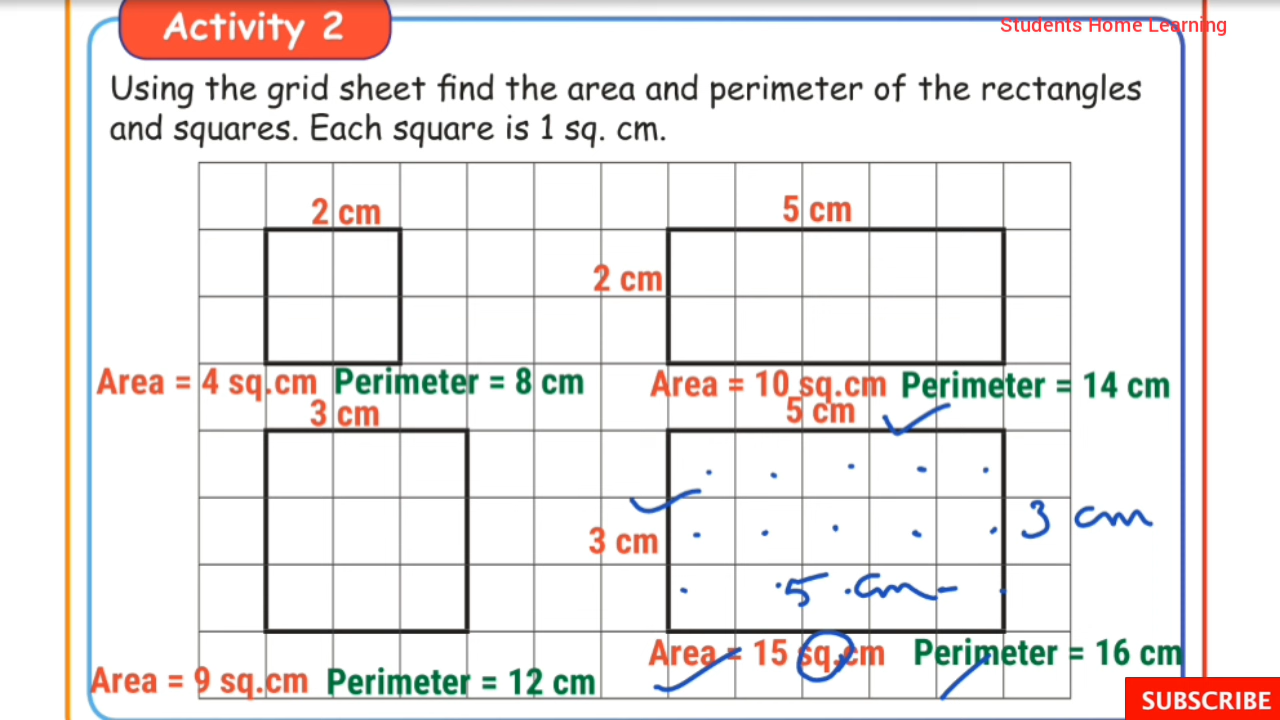 Activity 2
Students Home Learning
Using the grid sheet find the area and perimeter of the rectangles
and squares. Each square is 1 sq. cm.
2 cm
5 cm
2 cm
Area = 4 sq.cm Perimeter = 8 cm
Area = 10 sq.cm Perimeter = 14 cm
3 cm
5 cm
3 cm
3 cm
5 cm
Area = 15 sq.cm Perimeter = 16 cm
Area = 9 sq.cm Perimeter = 12 cm
SUBSCRIBE